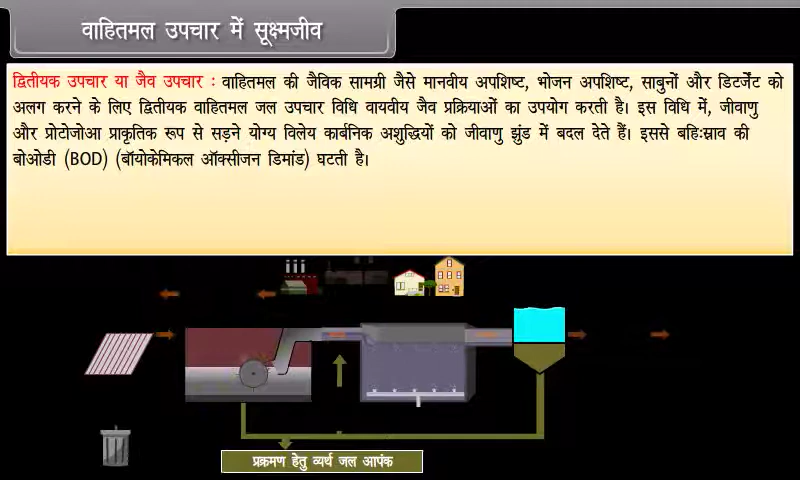 वाहितमल उपचार में सूक्ष्मजीव
द्वितीयक उपचार या जैव उपचार : वाहितमल की जैविक सामग्री जैसे मानवीय अपशिष्ट, भोजन अपशिष्ट, साबुनों और डिटर्जेंट को
अलग करने के लिए द्वितीयक वाहितमल जल उपचार विधि वायवीय जैव प्रक्रियाओं का उपयोग करती है। इस विधि में, जीवाणु
और प्रोटोजोआ प्राकृतिक रूप से सड़ने योग्य विलेय कार्बनिक अशुद्धियों को जीवाणु झुंड में बदल देते हैं। इससे बहिःस्राव की
बोओडी (BOD) (बॉयोकेमिकल ऑक्सीजन डिमांड) घटती है।
प्रक्रमण हेतु व्यर्थ जल आपंक